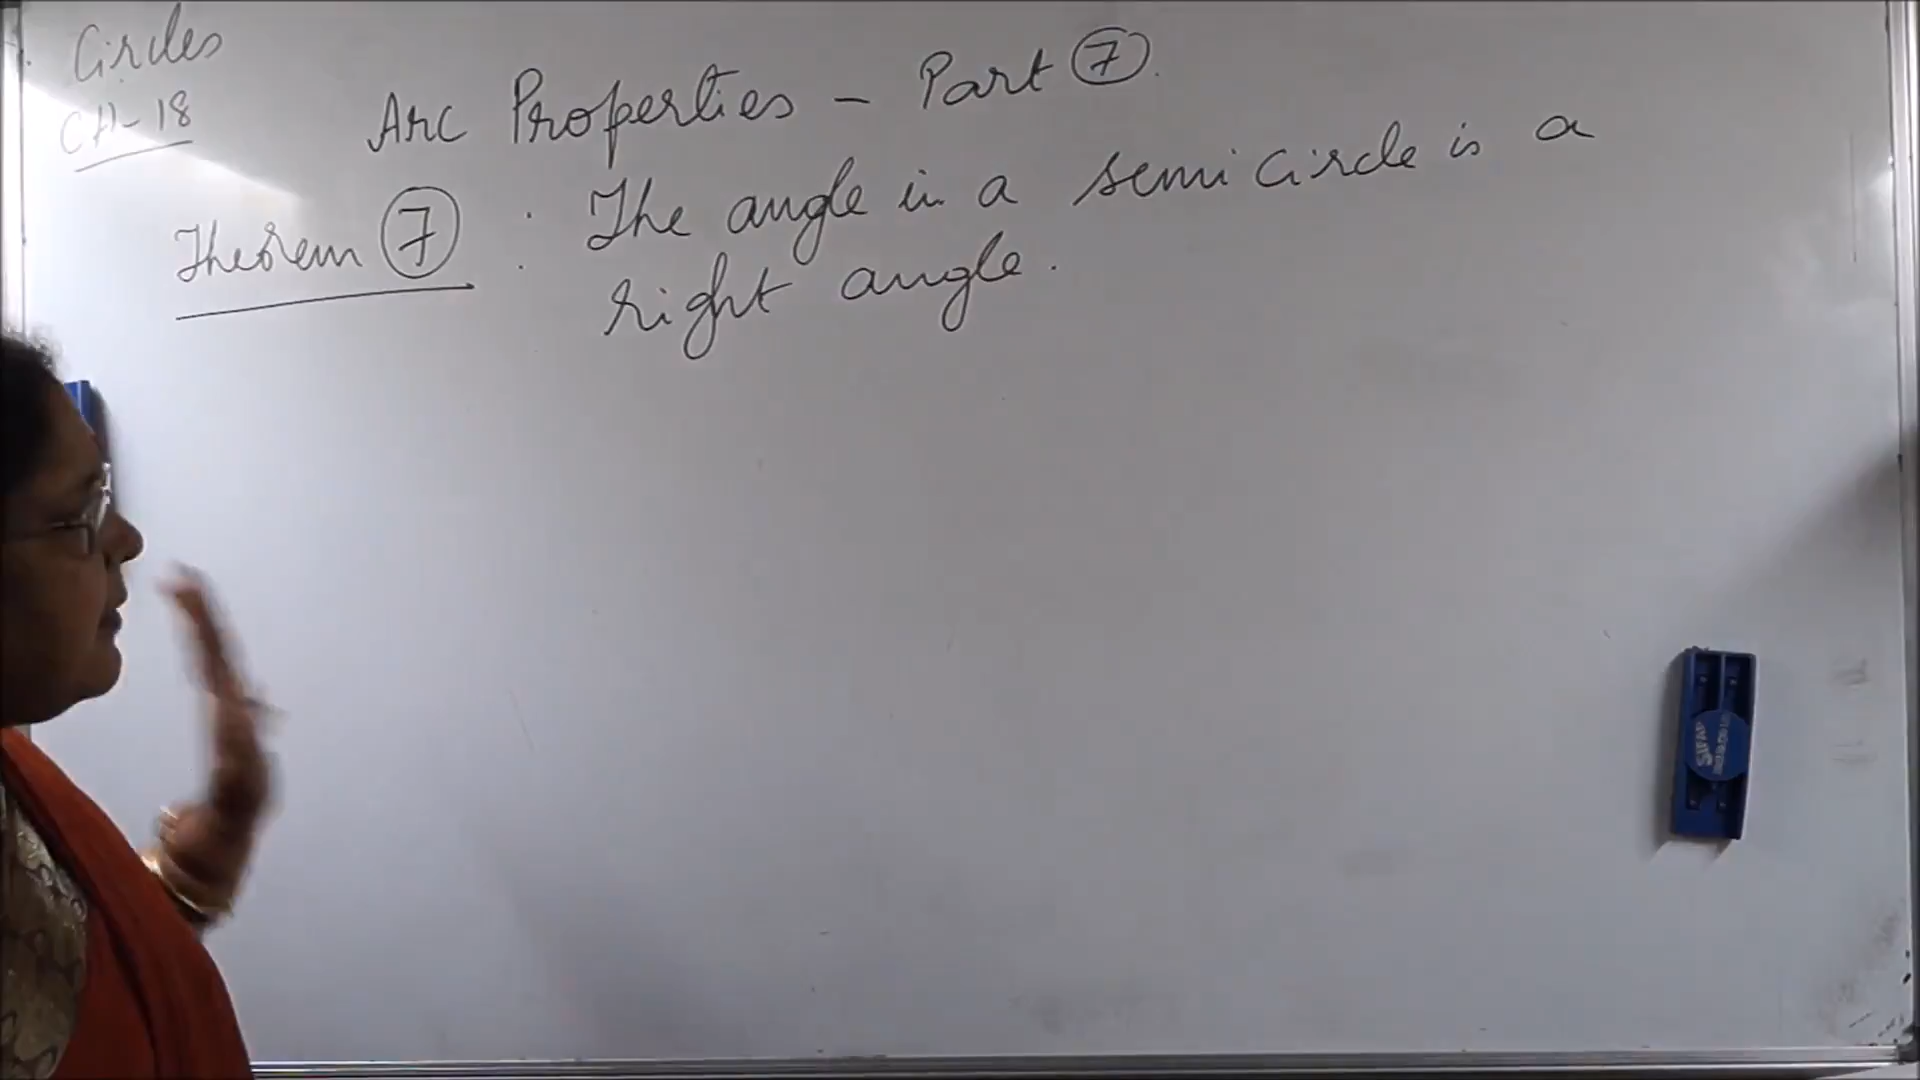 Circles
CH-18
Arc Properties - Part 7
Theorem 7 : The angle in a semi circle is a
right angle.